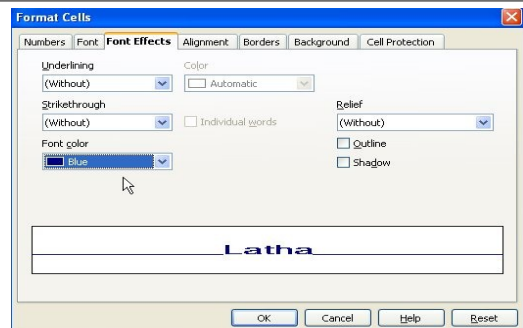 Format Cells
Numbers Font Font Effects Alignment Borders Background Cell Protection
Underlining Color
(Without) Automatic
Strikethrough Relief
(Without) Individual words (Without)
Font color Outline
Blue Shadow
Latha
OK Cancel Help Reset